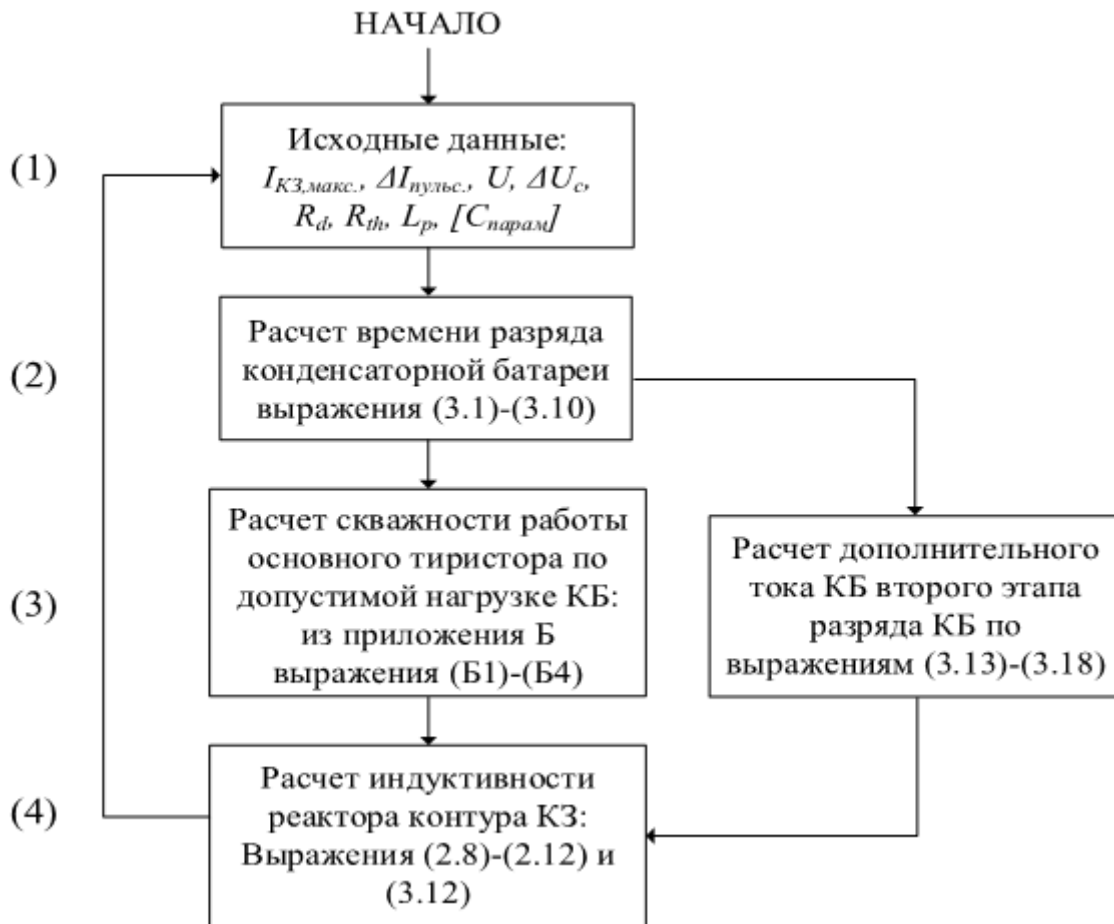 НАЧАЛО
(1)
Исходные данные:
I_КЗ,макс., ΔI_пульс., U, ΔU_c,
R_d, R_th, L_p, [C_парам]
(2)
Расчет времени разряда
конденсаторной батареи
выражения (3.1)-(3.10)
(3)
Расчет скважности работы
основного тиристора по
допустимой нагрузке КБ:
из приложения Б
выражения (Б1)-(Б4)
Расчет дополнительного
тока КБ второго этапа
разряда КБ по
выражениям (3.13)-(3.18)
(4)
Расчет индуктивности
реактора контура КЗ:
Выражения (2.8)-(2.12) и
(3.12)